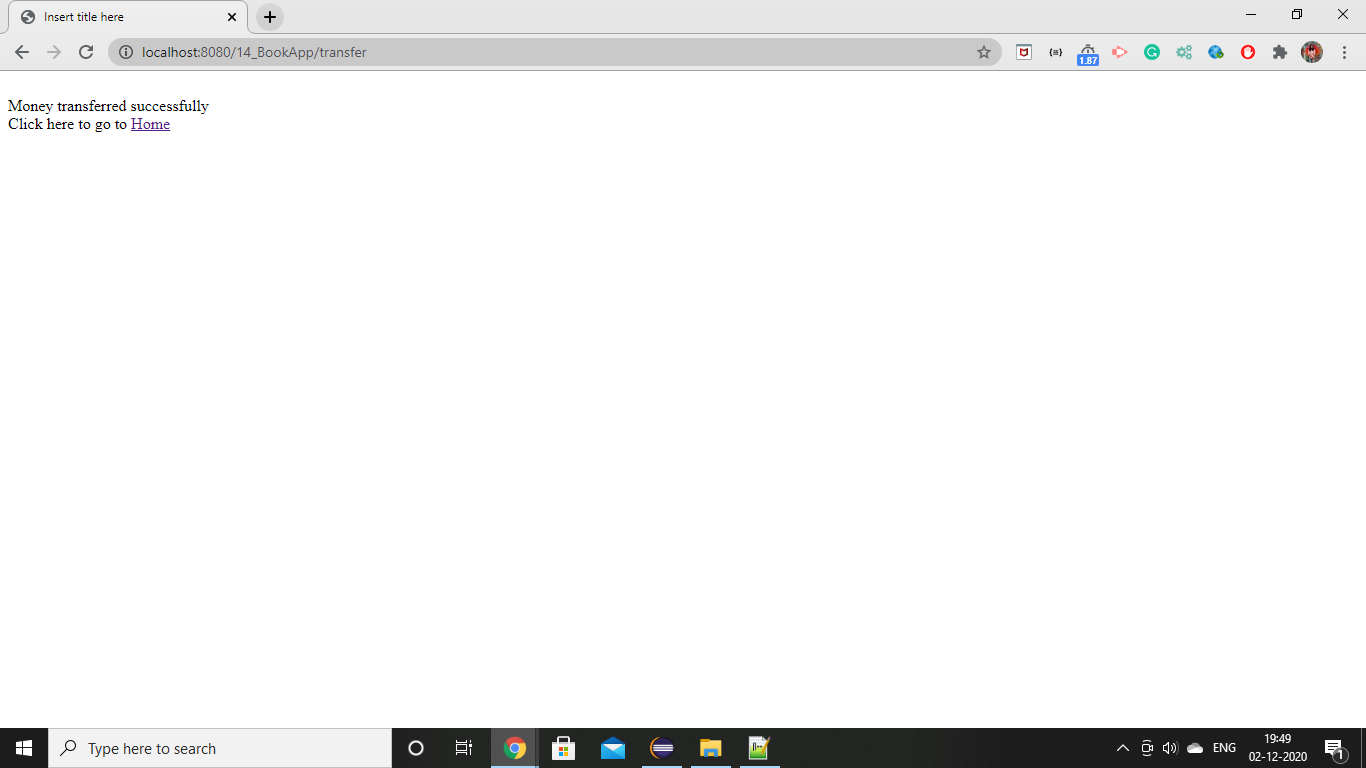 Insert title here
localhost:8080/14_BookApp/transfer
1.87
Money transferred successfully
Click here to go to Home
Type here to search
ENG
19:49
02-12-2020
1